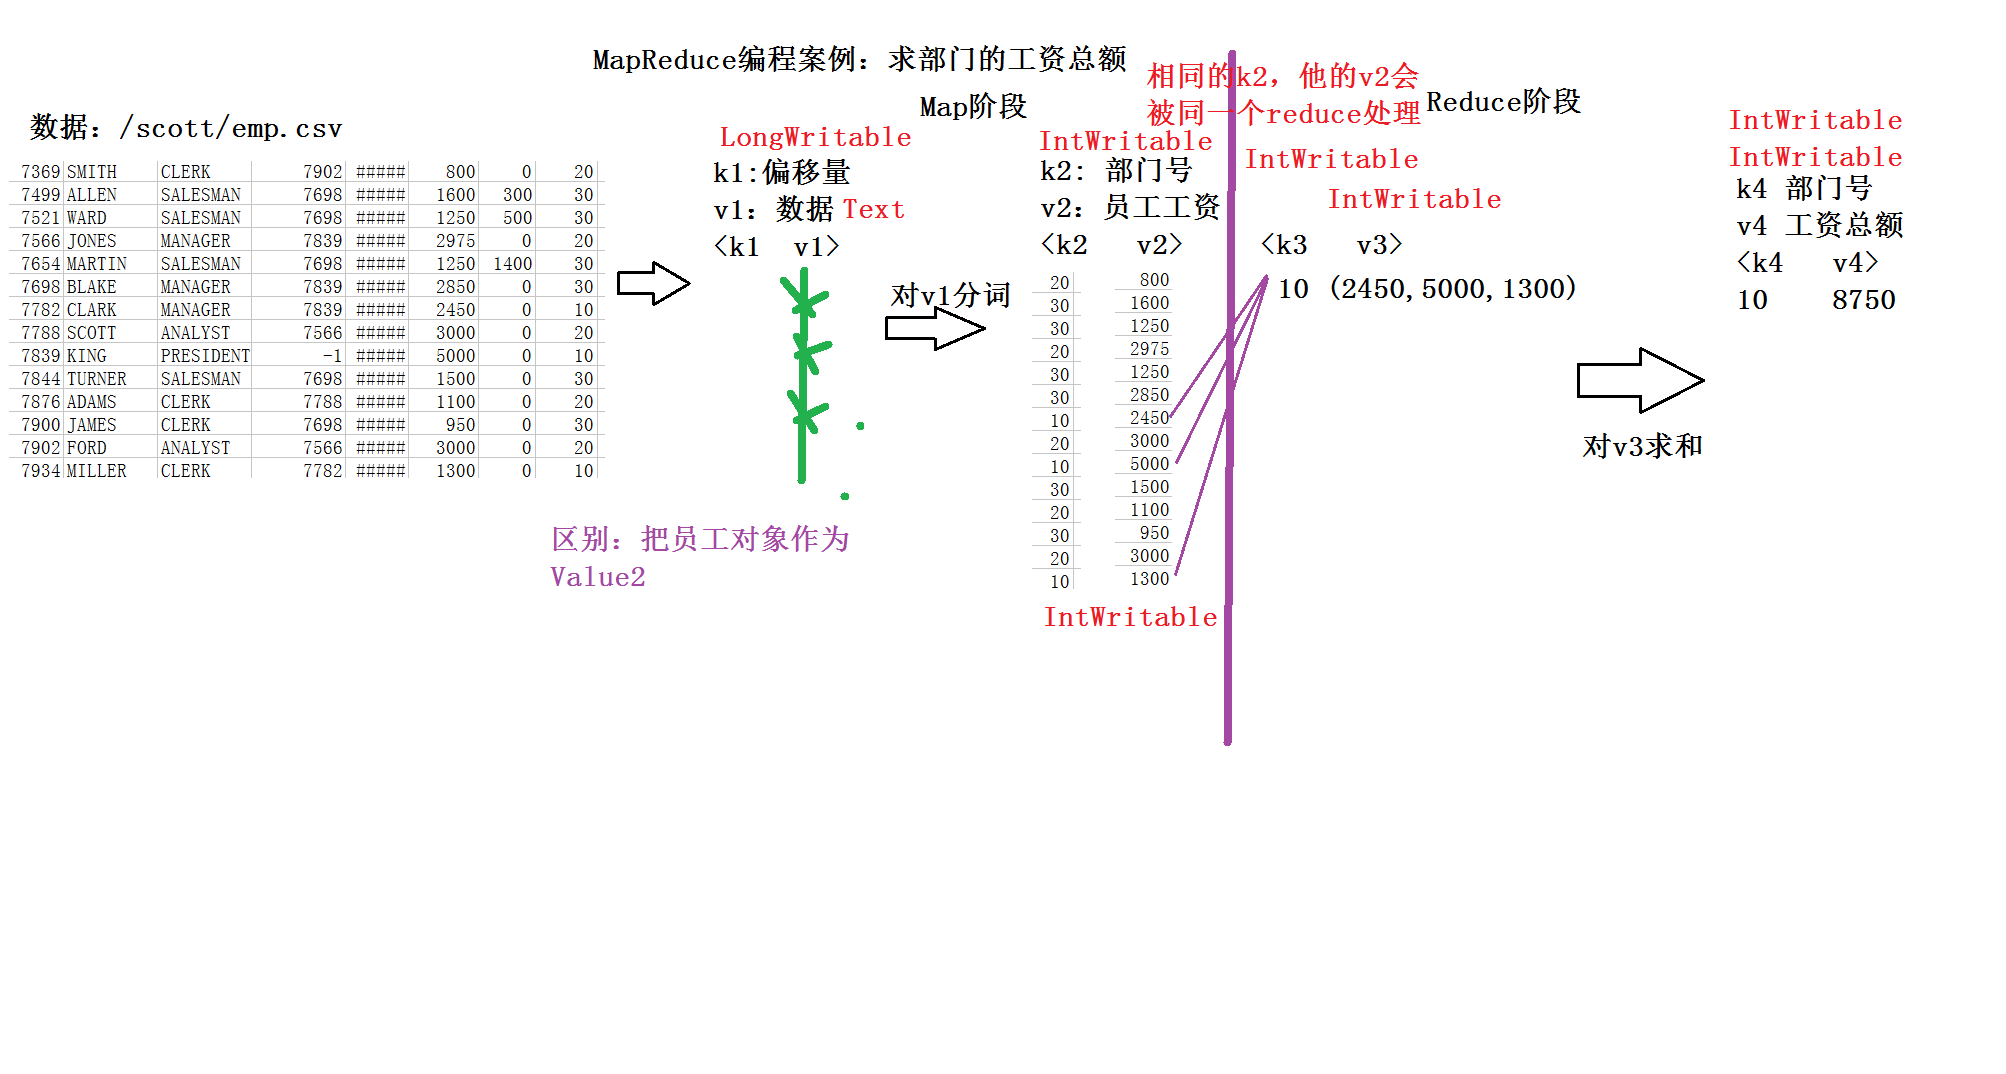 MapReduce编程案例：求部门的工资总额
相同的k2，他的v2会
被同一个reduce处理
Map阶段
Reduce阶段
数据：/scott/emp.csv
7369 SMITH CLERK 7902 ##### 800 0 20
7499 ALLEN SALESMAN 7698 ##### 1600 300 30
7521 WARD SALESMAN 7698 ##### 1250 500 30
7566 JONES MANAGER 7839 ##### 2975 0 20
7654 MARTIN SALESMAN 7698 ##### 1250 1400 30
7698 BLAKE MANAGER 7839 ##### 2850 0 30
7782 CLARK MANAGER 7839 ##### 2450 0 10
7788 SCOTT ANALYST 7566 ##### 3000 0 20
7839 KING PRESIDENT -1 ##### 5000 0 10
7844 TURNER SALESMAN 7698 ##### 1500 0 30
7876 ADAMS CLERK 7788 ##### 1100 0 20
7900 JAMES CLERK 7698 ##### 950 0 30
7902 FORD ANALYST 7566 ##### 3000 0 20
7934 MILLER CLERK 7782 ##### 1300 0 10
LongWritable
k1:偏移量
v1：数据 Text
<k1 v1>
对v1分词
区别：把员工对象作为
Value2
IntWritable
k2: 部门号
v2：员工工资
<k2 v2>
20 800
30 1600
30 1250
20 2975
30 1250
30 2850
10 2450
20 3000
10 5000
30 1500
20 1100
30 950
20 3000
10 1300
IntWritable
IntWritable
IntWritable
<k3 v3>
10 (2450,5000,1300)
对v3求和
IntWritable
IntWritable
k4 部门号
v4 工资总额
<k4 v4>
10 8750